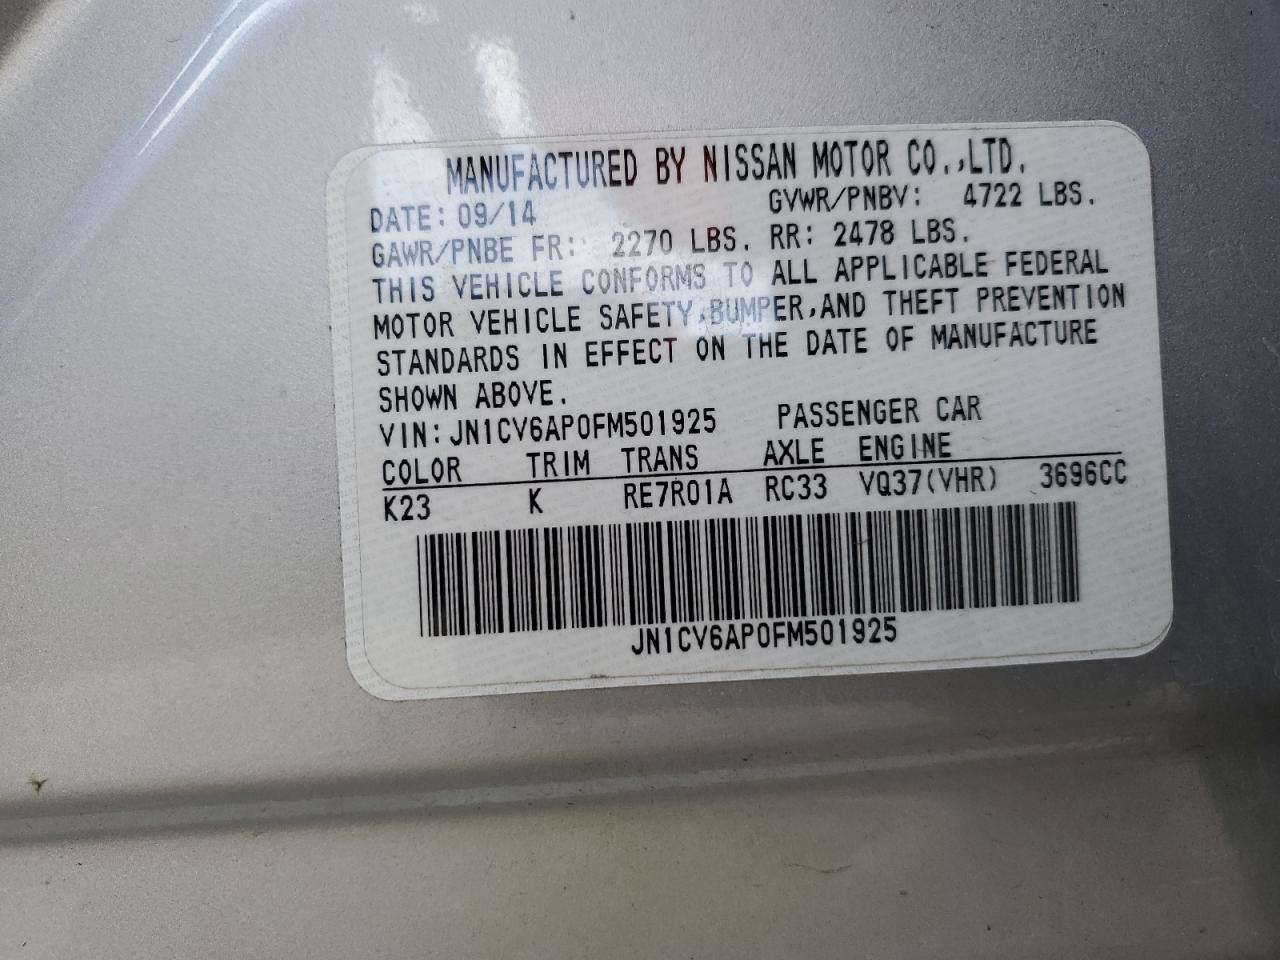 MANUFACTURED BY NISSAN MOTOR CO.,LTD.
DATE: 09/14 GVWR/PNBV: 4722 LBS.
GAWR/PNBE FR: 2270 LBS. RR: 2478 LBS.
THIS VEHICLE CONFORMS TO ALL APPLICABLE FEDERAL
MOTOR VEHICLE SAFETY,BUMPER,AND THEFT PREVENTION
STANDARDS IN EFFECT ON THE DATE OF MANUFACTURE
SHOWN ABOVE.
VIN:JN1CV6AP0FM501925 PASSENGER CAR
COLOR TRIM TRANS AXLE ENGINE
K23 K RE7R01A RC33 VQ37(VHR) 3696CC
JN1CV6AP0FM501925